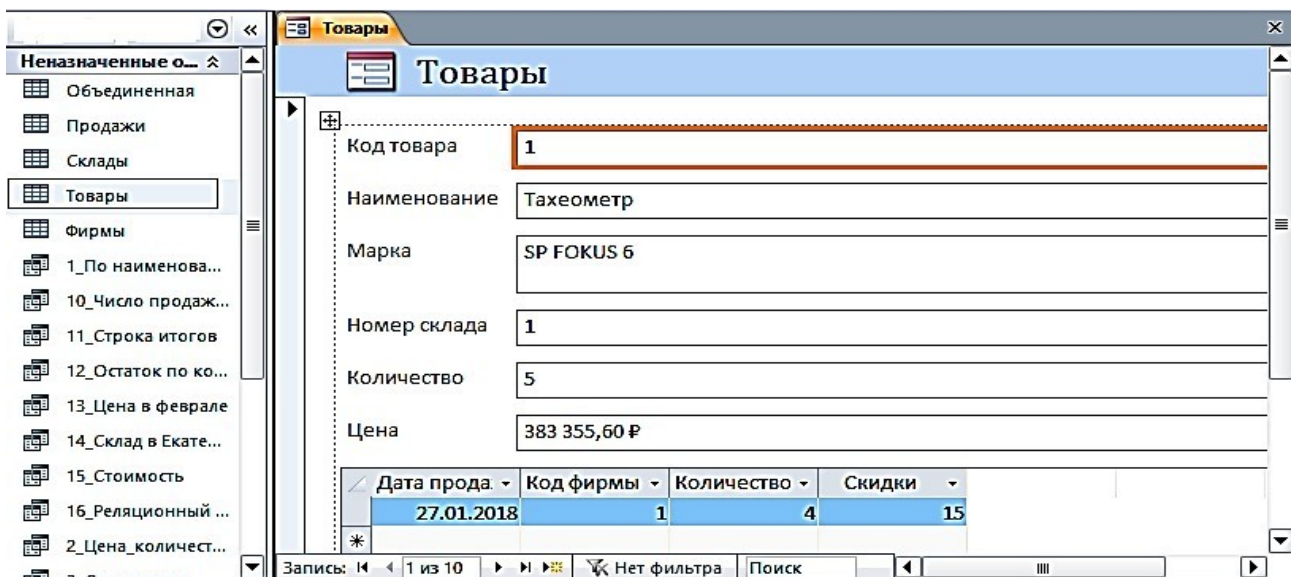 Товары
Неназначенные о...
Объединенная
Продажи
Склады
Товары
Фирмы
1_По наименова...
10_Число продаж...
11_Строка итогов
12_Остаток по ко...
13_Цена в феврале
14_Склад в Екате...
15_Стоимость
16_Реляционный ...
2_Цена_количест...
Товары
Код товара 1
Наименование Тахеометр
Марка SP FOKUS 6
Номер склада 1
Количество 5
Цена 383 355,60 ₽
Дата прода Код фирмы Количество Скидки
27.01.2018 1 4 15
Запись: 1 из 10 Нет фильтра Поиск